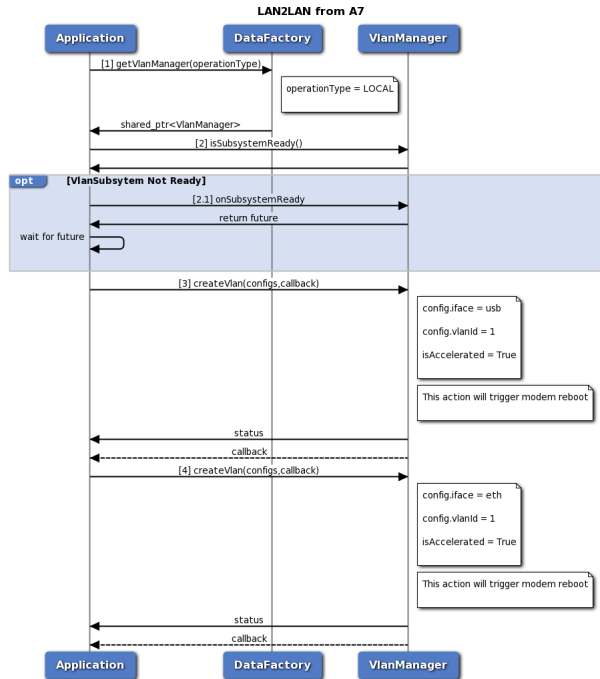 LAN2LAN from A7
Application DataFactory VlanManager
[1] getVlanManager(operationType)
operationType = LOCAL
shared_ptr<VlanManager>
[2] isSubsystemReady()
opt [VlanSubsytem Not Ready]
[2.1] onSubsystemReady
return future
wait for future
[3] createVlan(configs,callback)
config.iface = usb
config.vlanId = 1
isAccelerated = True
This action will trigger modem reboot
status
callback
[4] createVlan(configs,callback)
config.iface = eth
config.vlanId = 1
isAccelerated = True
This action will trigger modem reboot
status
callback
Application DataFactory VlanManager